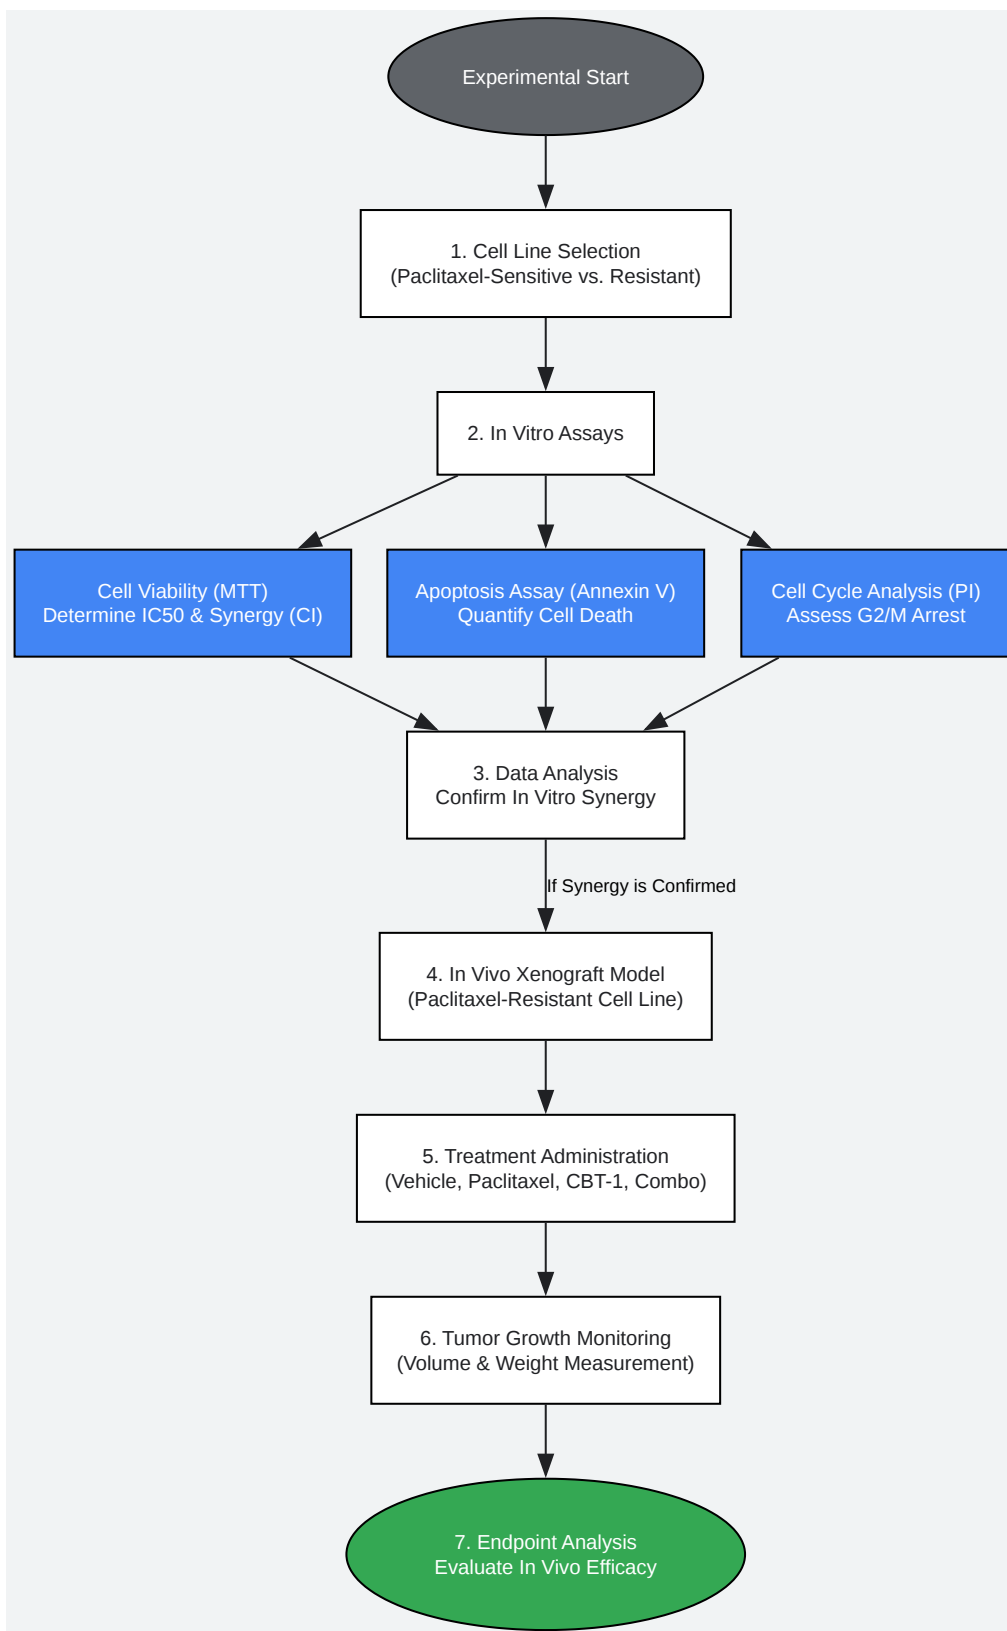 Experimental Start
1. Cell Line Selection
(Paclitaxel-Sensitive vs. Resistant)
2. In Vitro Assays
Cell Viability (MTT)
Determine IC50 & Synergy (CI)
Apoptosis Assay (Annexin V)
Quantify Cell Death
Cell Cycle Analysis (PI)
Assess G2/M Arrest
3. Data Analysis
Confirm In Vitro Synergy
If Synergy is Confirmed
4. In Vivo Xenograft Model
(Paclitaxel-Resistant Cell Line)
5. Treatment Administration
(Vehicle, Paclitaxel, CBT-1, Combo)
6. Tumor Growth Monitoring
(Volume & Weight Measurement)
7. Endpoint Analysis
Evaluate In Vivo Efficacy